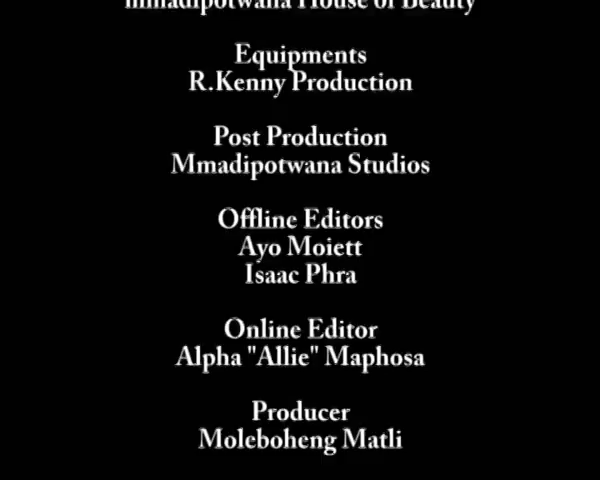 mmadipotwana House of Beauty
Equipments
R.Kenny Production
Post Production
Mmadipotwana Studios
Offline Editors
Ayo Moiett
Isaac Phra
Online Editor
Alpha "Allie" Maphosa
Producer
Moleboheng Matli